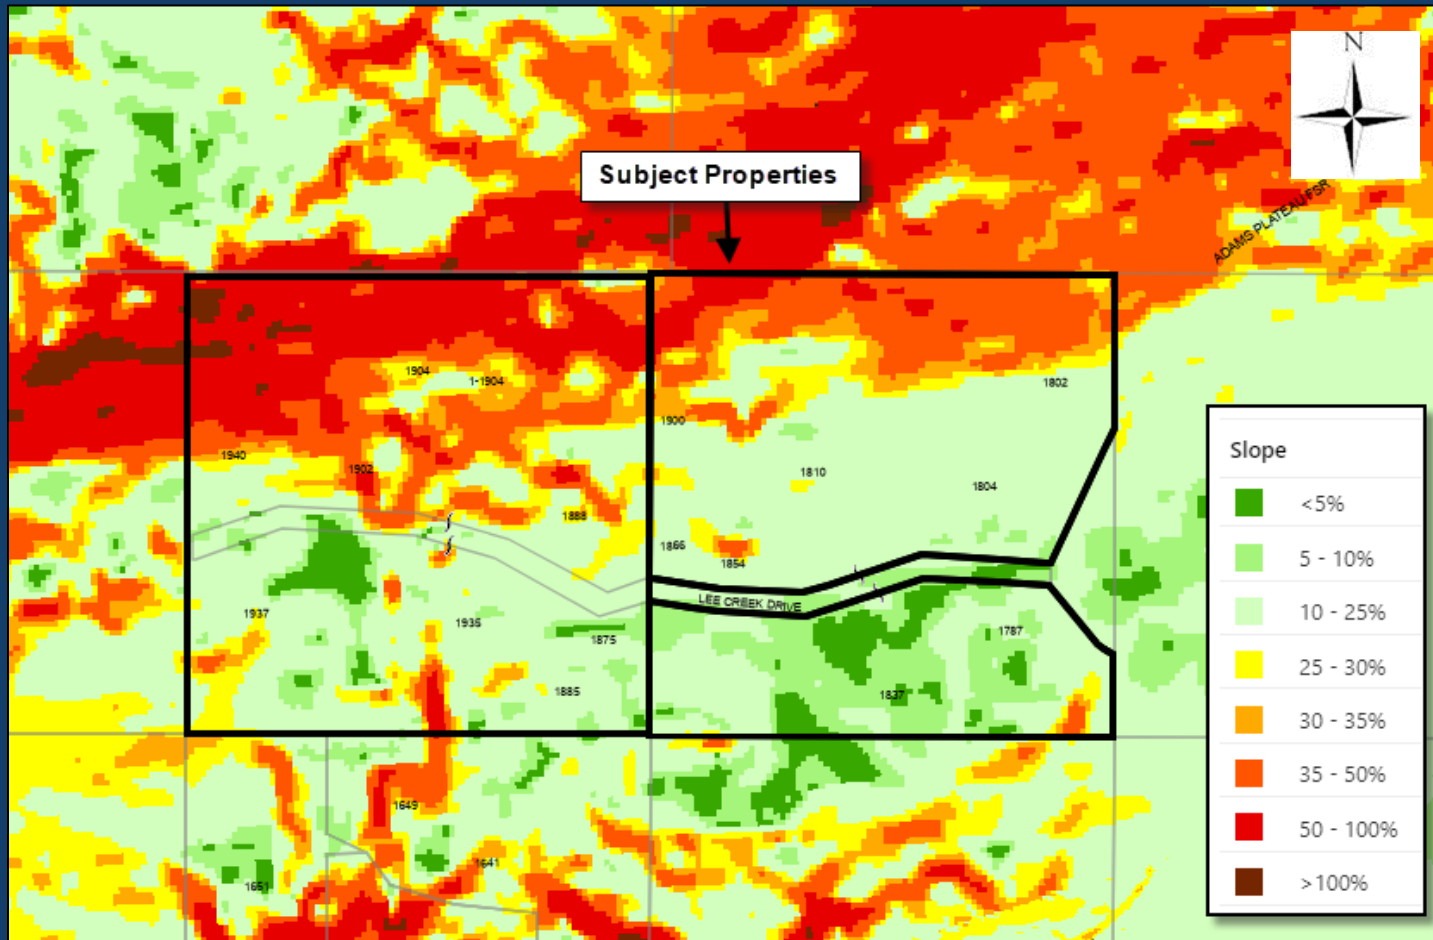 N
Subject Properties
ADAMS PLATEAU FSR
1904
1-1904
1802
1900
1940
1902
1810
1804
1888
1866
1854
LEE CREEK DRIVE
1937
1935
1875
1787
1885
1837
1649
1641
1651
Slope
<5%
5 - 10%
10 - 25%
25 - 30%
30 - 35%
35 - 50%
50 - 100%
>100%